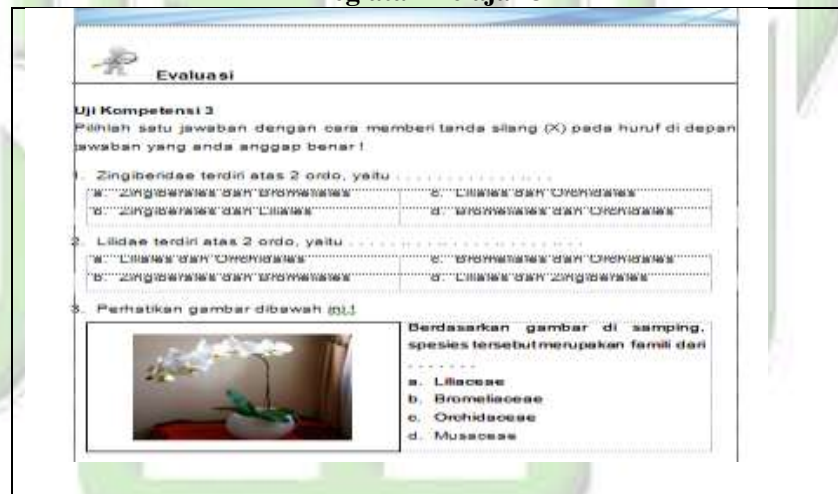 Evaluasi
Uji Kompetensi 3
Pilihlah satu jawaban dengan cara memberi tanda silang (X) pada huruf di depan
jawaban yang anda anggap benar !
1. Zingiberidae terdiri atas 2 ordo, yaitu . . . . . . . . . . . . . . . . . .
a. Zingiberales dan Bromeliales
c. Liliales dan Orchidales
b. Zingiberales dan Liliales
d. Bromeliales dan Orchidales
2. Lilidae terdiri atas 2 ordo, yaitu . . . . . . . . . . . . . . . . . . . . . . .
a. Liliales dan Orrchidales
c. Bromeliales dan Orchidales
b. Zingiberales dan Bromeliales
d. Liliales dan Zingiberales
3. Perhatikan gambar dibawah ini !
Berdasarkan gambar di samping,
spesies tersebut merupakan famili dari
. . . . . . .
a. Liliaceae
b. Bromeliaceae
c. Orchidaceae
d. Musaceae